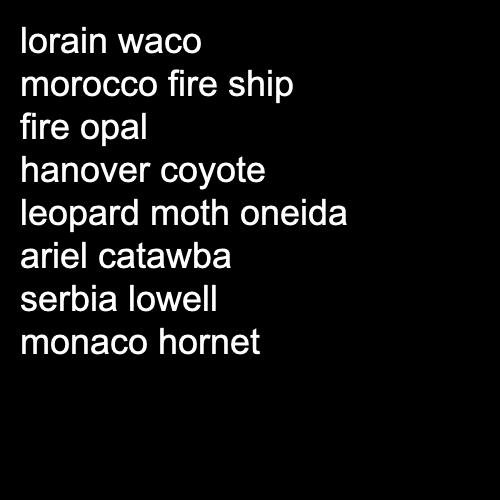 lorain waco
morocco fire ship
fire opal
hanover coyote
leopard moth oneida
ariel catawba
serbia lowell
monaco hornet